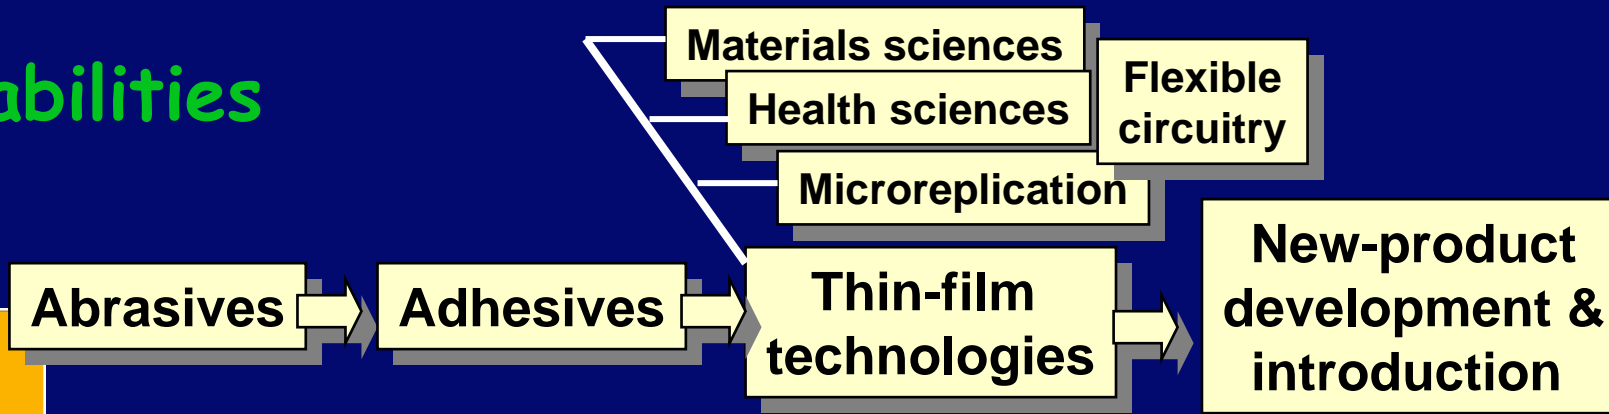 abilities
Materials sciences
Health sciences
Microreplication
Flexible
circuitry
Abrasives
Adhesives
Thin-film
technologies
New-product
development &
introduction